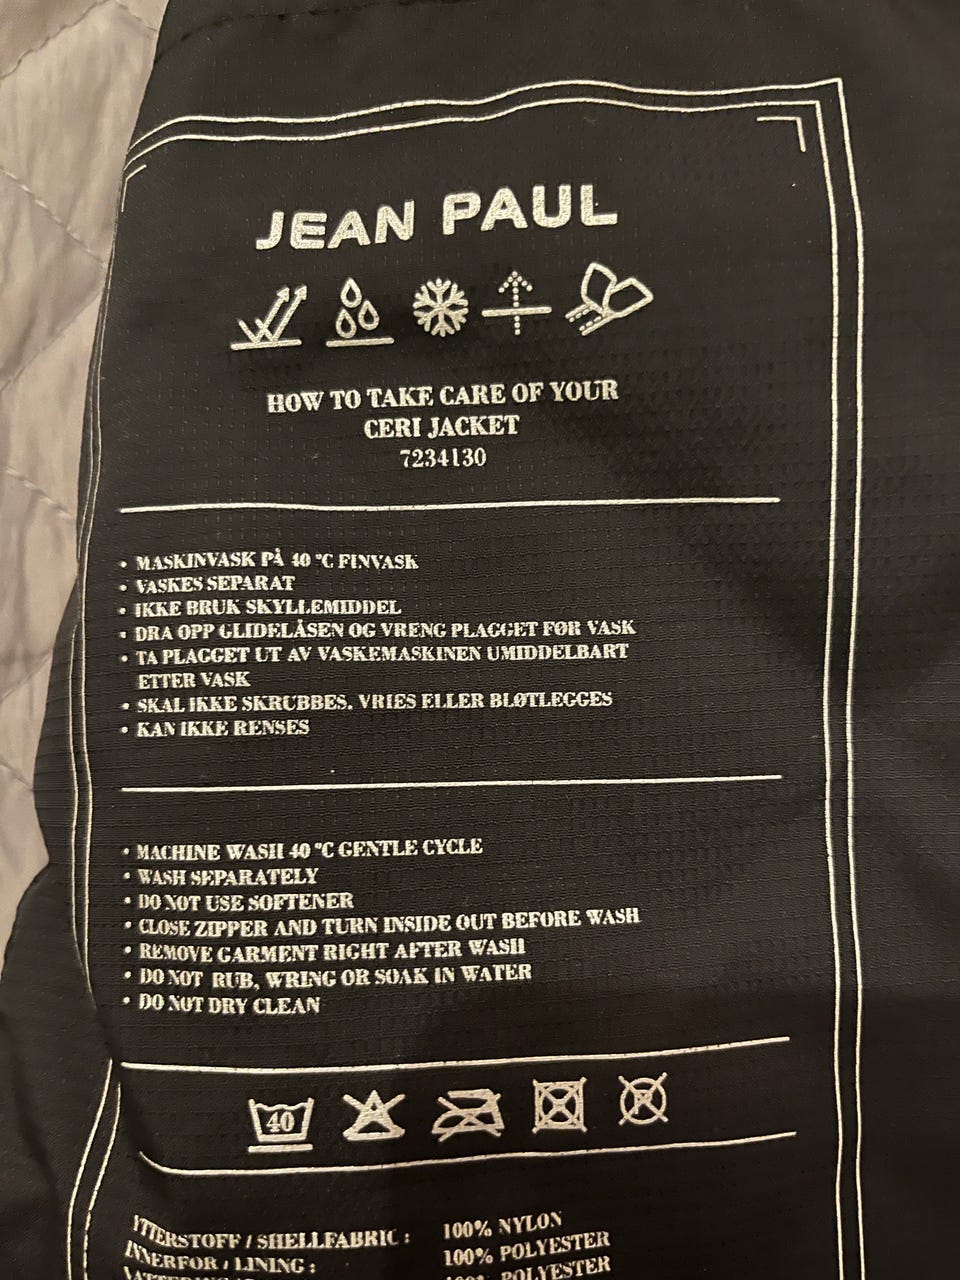 JEAN PAUL
HOW TO TAKE CARE OF YOUR
CERI JACKET
7234130
• MASKINVASK PÅ 40 °C FINVASK
• VASKES SEPARAT
• IKKE BRUK SKYLLEMIDDEL
• DRA OPP GLIDELÅSEN OG VRENG PLAGGET FØR VASK
• TA PLAGGET UT AV VASKEMASKINEN UMIDDELBART
ETTER VASK
• SKAL IKKE SKRUBBES, VRIES ELLER BLØTLEGGES
• KAN IKKE RENSES
• MACHINE WASH 40 °C GENTLE CYCLE
• WASH SEPARATELY
• DO NOT USE SOFTENER
• CLOSE ZIPPER AND TURN INSIDE OUT BEFORE WASH
• REMOVE GARMENT RIGHT AFTER WASH
• DO NOT RUB, WRING OR SOAK IN WATER
• DO NOT DRY CLEAN
40
YTTERSTOFF / SHELLFABRIC : 100% NYLON
INNERFOR / LINING : 100% POLYESTER
100% POLYESTER